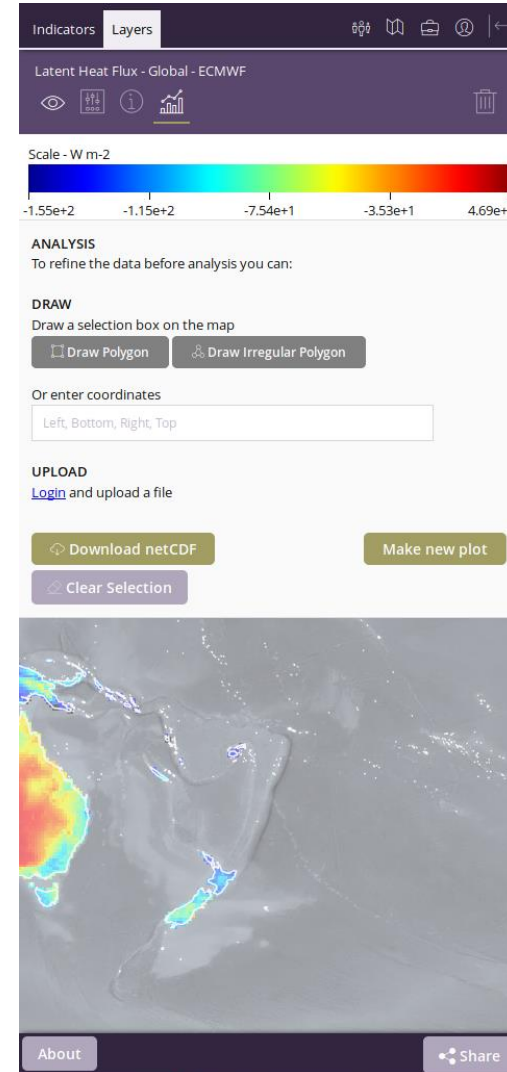 Indicators Layers
Latent Heat Flux - Global - ECMWF
Scale - W m-2
-1.55e+2 -1.15e+2 -7.54e+1 -3.53e+1 4.69e+
ANALYSIS
To refine the data before analysis you can:
DRAW
Draw a selection box on the map
Draw Polygon Draw Irregular Polygon
Or enter coordinates
Left, Bottom, Right, Top
UPLOAD
Login and upload a file
Download netCDF Make new plot
Clear Selection
About Share